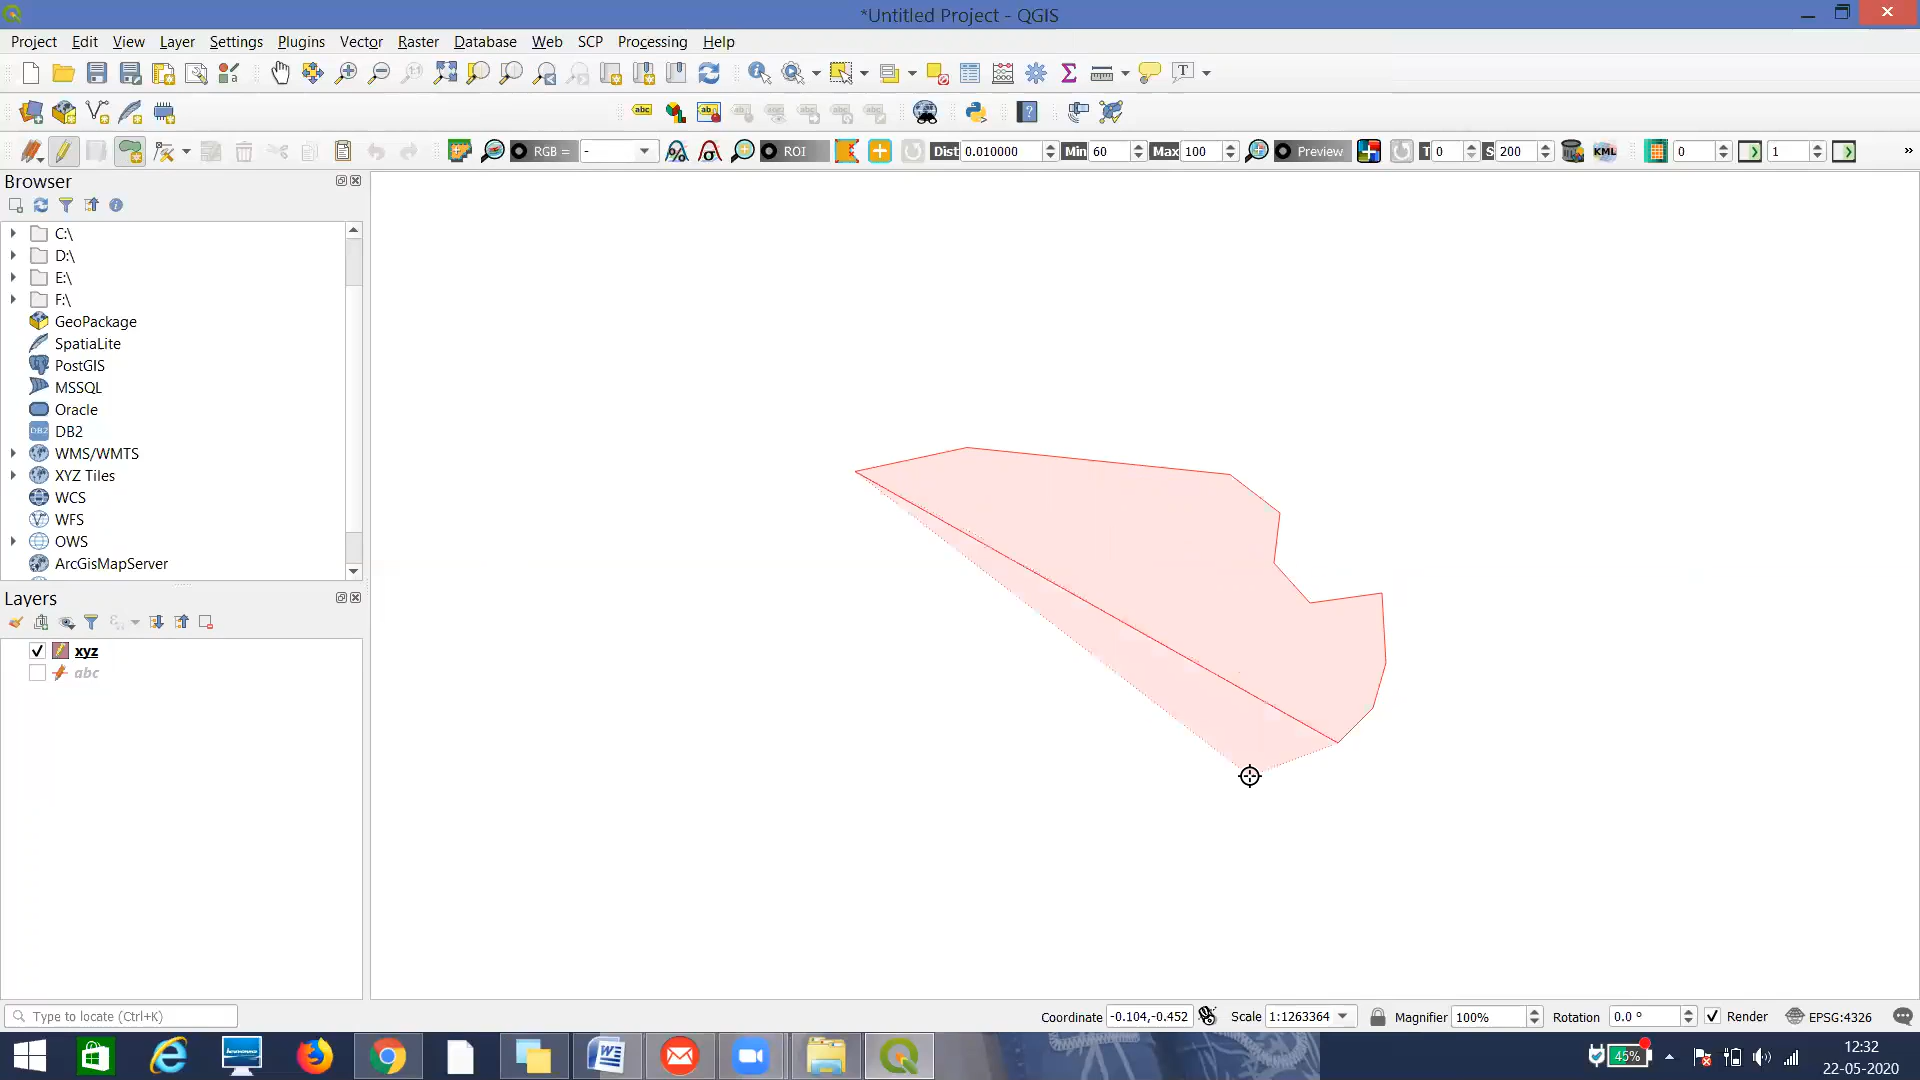 *Untitled Project - QGIS
Project Edit View Layer Settings Plugins Vector Raster Database Web SCP Processing Help
RGB = - ROI Dist 0.010000 Min 60 Max 100 Preview T 0 S 200 KML 0 1 »
Browser
C:\
D:\
E:\
F:\
GeoPackage
SpatiaLite
PostGIS
MSSQL
Oracle
DB2
WMS/WMTS
XYZ Tiles
WCS
WFS
OWS
ArcGisMapServer
Layers
xyz
abc
Type to locate (Ctrl+K) Coordinate -0.104,-0.452 Scale 1:1263364 Magnifier 100% Rotation 0.0 ° Render EPSG:4326
45% 12:32
22-05-2020